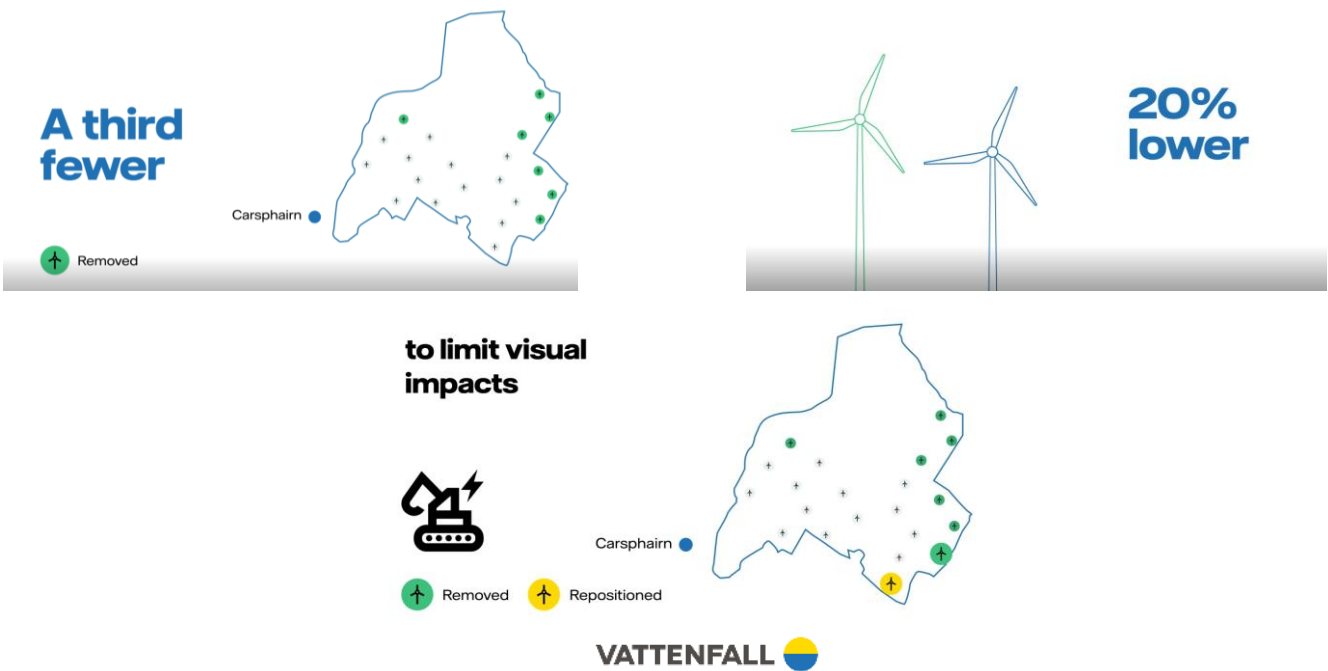 A third
fewer
Carsphairn
Removed
20%
lower
to limit visual
impacts
Carsphairn
Removed
Repositioned
VATTENFALL